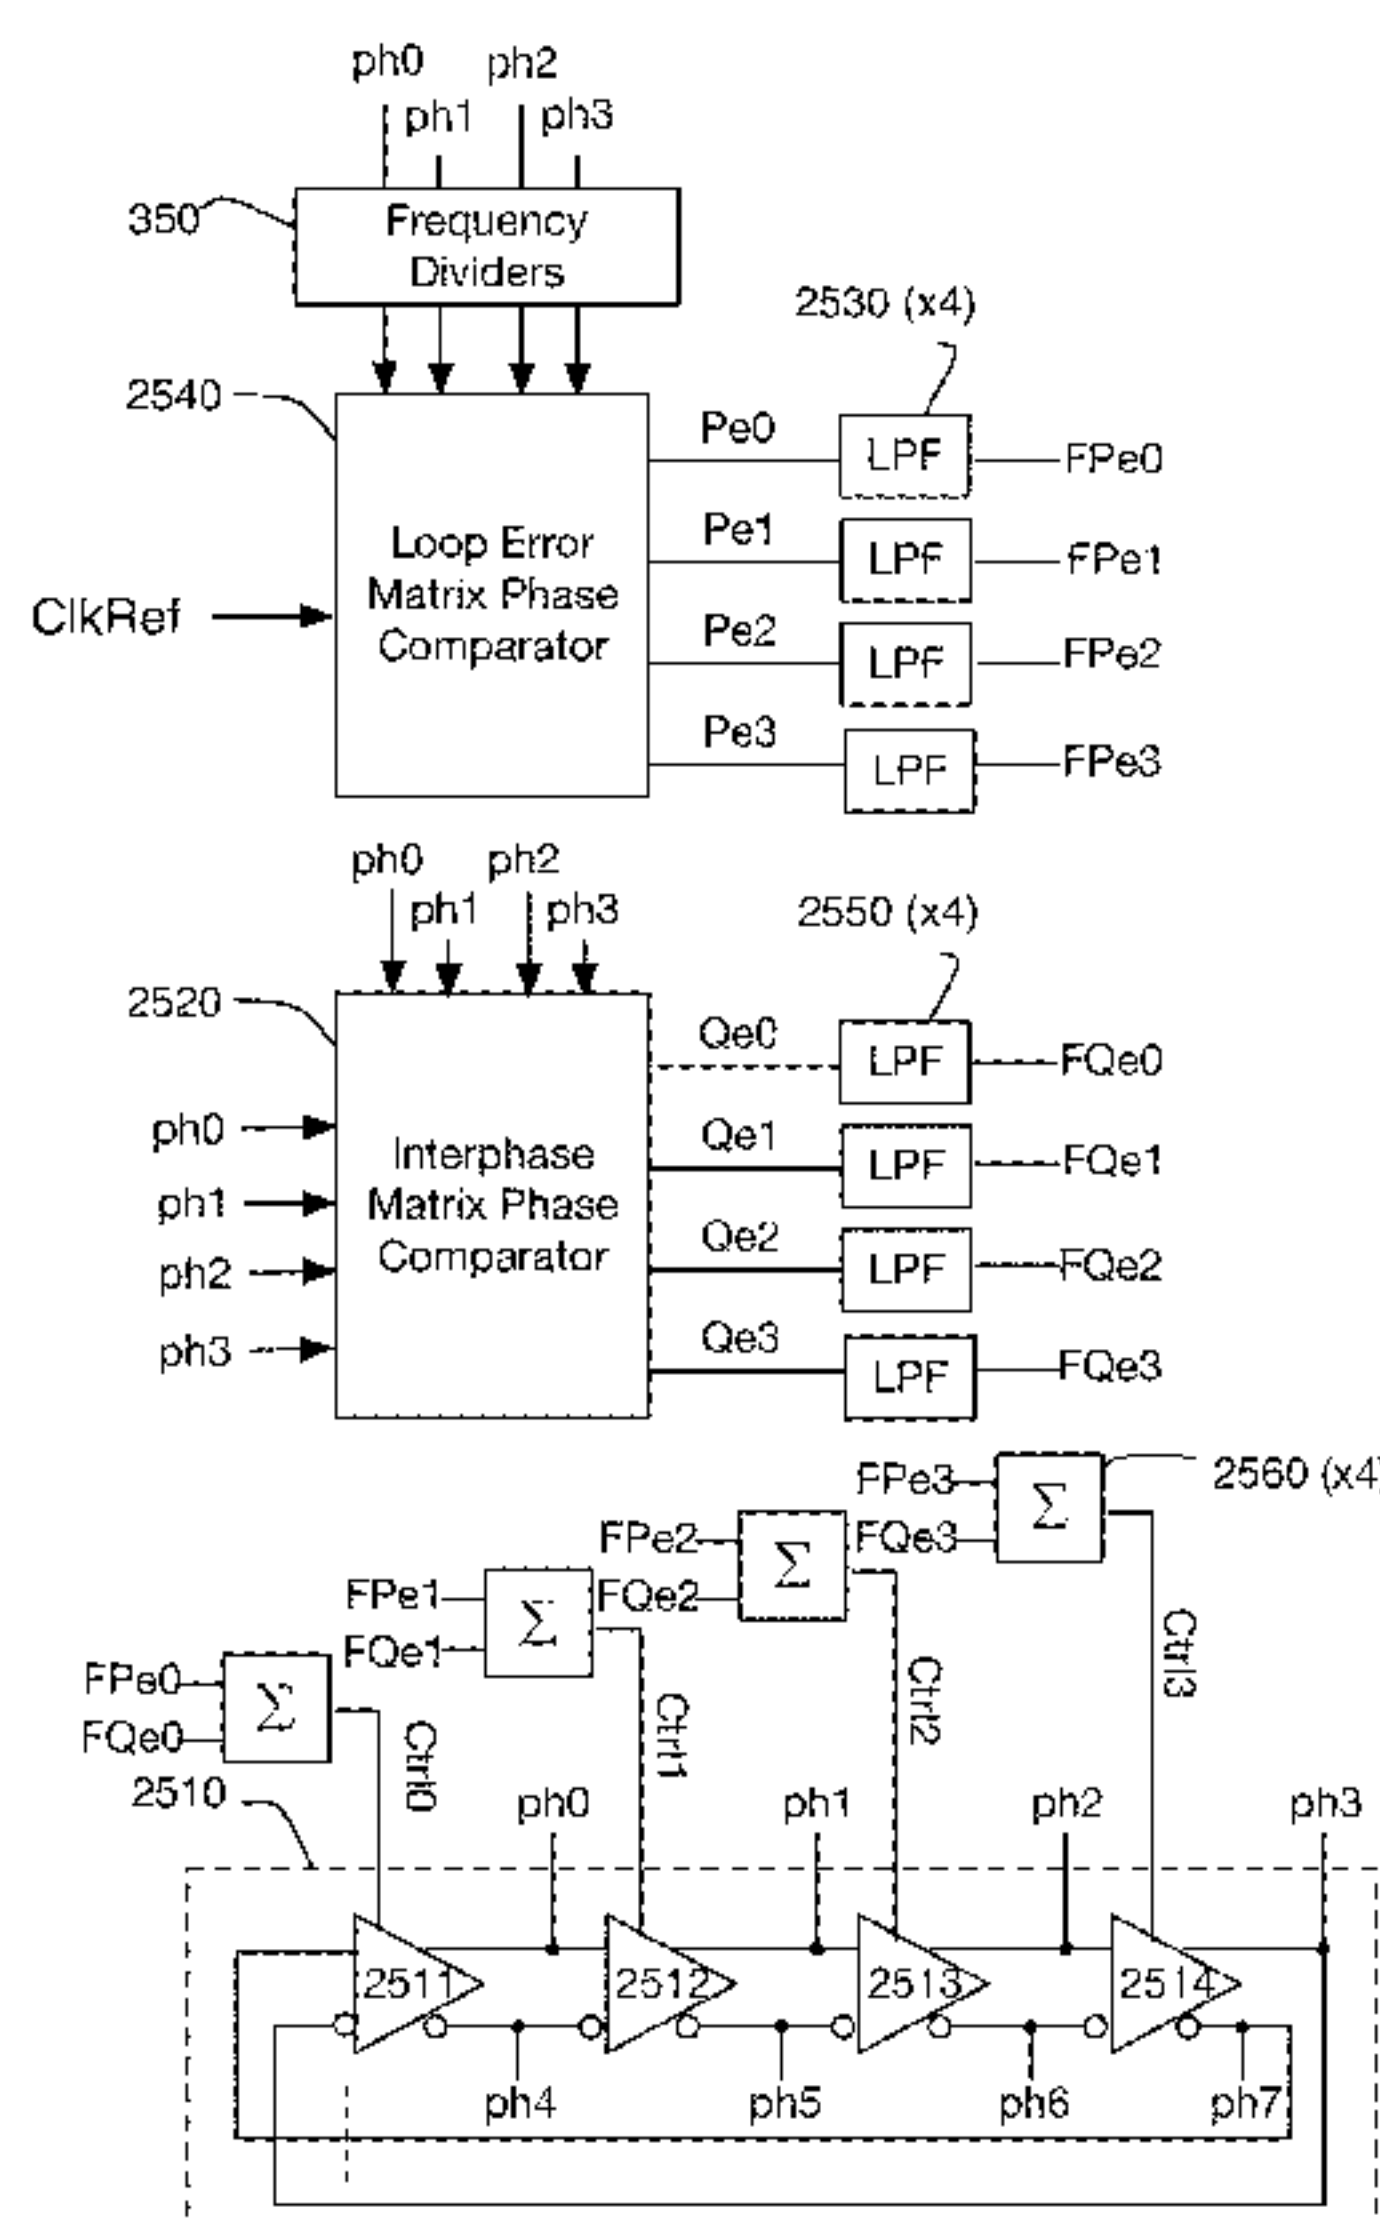 ph0 ph2
ph1 ph3
350
Frequency
Dividers
2530 (x4)
2540
Pe0
LPF
FPe0
Pe1
LPF
FPe1
Loop Error
Matrix Phase
Comparator
ClkRef
Pe2
LPF
FPe2
Pe3
LPF
FPe3
ph0 ph2
ph1 ph3
2550 (x4)
2520
Qe0
LPF
FQe0
ph0
Qe1
LPF
FQe1
Interphase
Matrix Phase
Comparator
ph1
ph2
Qe2
LPF
FQe2
ph3
Qe3
LPF
FQe3
FPe3
FQe3
Σ
2560 (x4)
FPe2
FQe2
Σ
FPe1
FQe1
Σ
FPe0
FQe0
Σ
Ctrl0
Ctrl1
Ctrl2
Ctrl3
2510
ph0
ph1
ph2
ph3
2511
2512
2513
2514
ph4
ph5
ph6
ph7